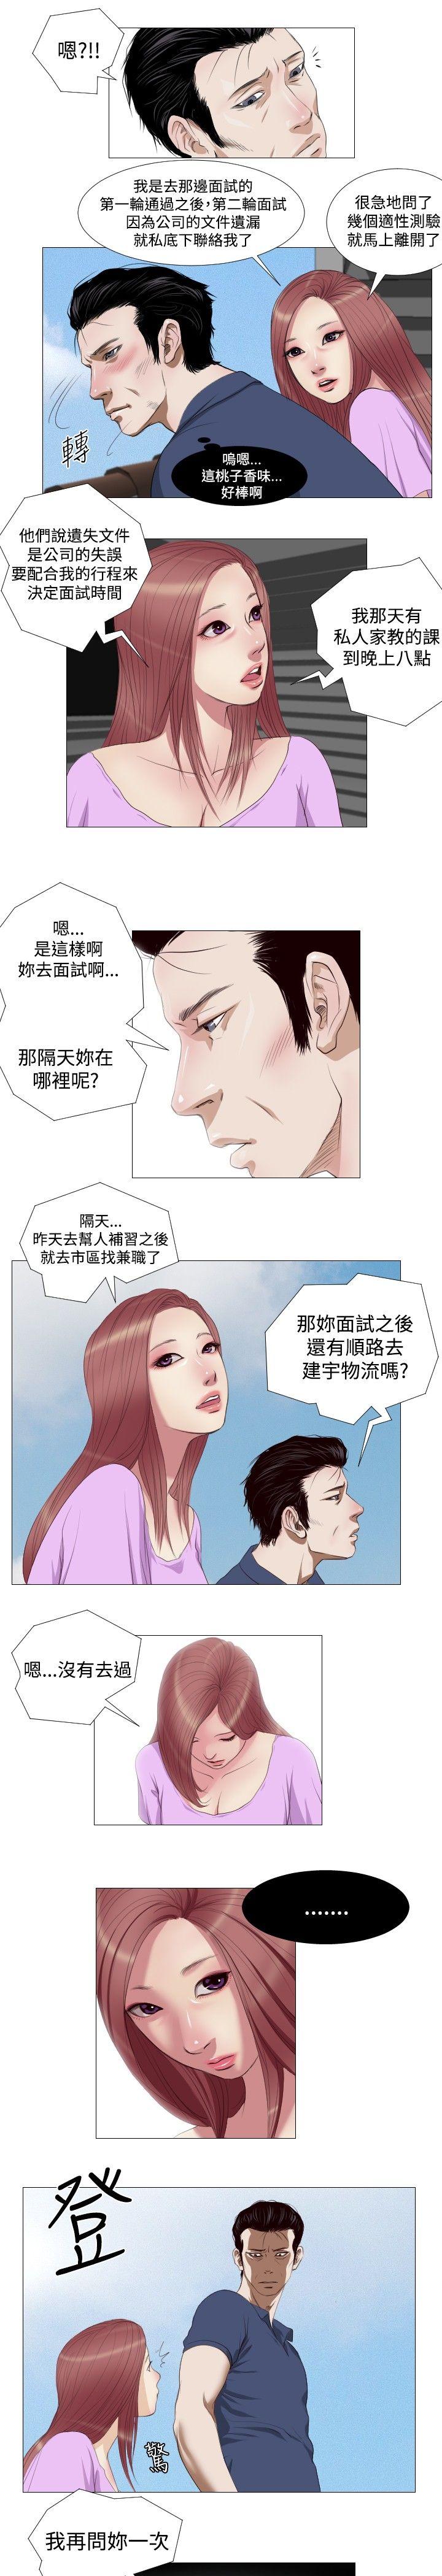 嗯?!!
我是去那邊面試的
第一輪通過之後,第二輪面試
因為公司的文件遺漏
就私底下聯絡我了
很急地問了
幾個適性測驗
就馬上離開了
轉
嗚嗯...
這桃子香味...
好棒啊
他們說遺失文件
是公司的失誤
要配合我的行程來
決定面試時間
我那天有
私人家教的課
到晚上八點
嗯...
是這樣啊
妳去面試啊...
那隔天妳在
哪裡呢?
隔天...
昨天去幫人補習之後
就去市區找兼職了
那妳面試之後
還有順路去
建宇物流嗎?
嗯...沒有去過
.......
登
驚
我再問妳一次